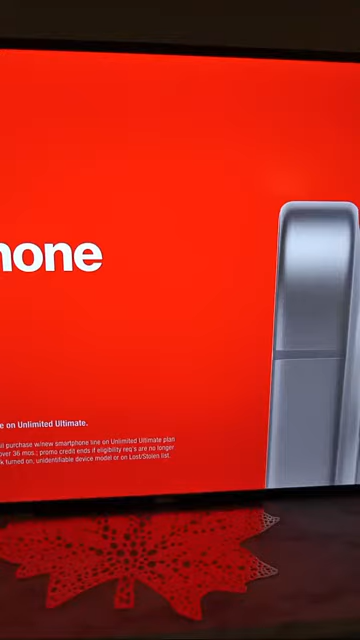 hone
e on Unlimited Ultimate.
il purchase w/new smartphone line on Unlimited Ultimate plan
over 36 mos.; promo credit ends if eligibility req's are no longer
k turned on, unidentifiable device model or on Lost/Stolen list.